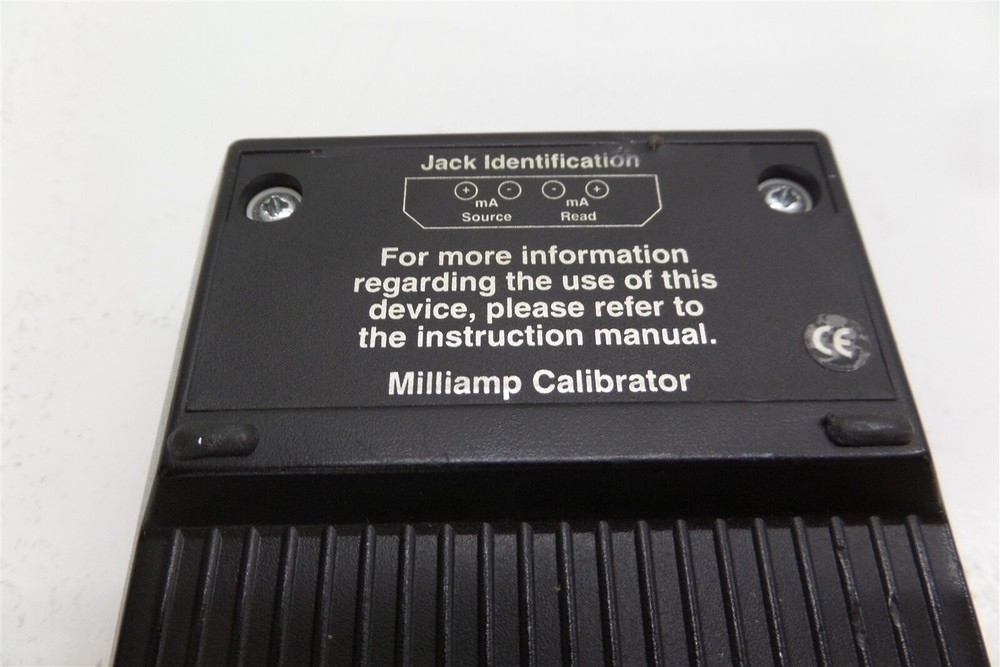 Jack Identification
+ - - +
mA mA
Source Read
For more information
regarding the use of this
device, please refer to
the instruction manual.
CE
Milliamp Calibrator